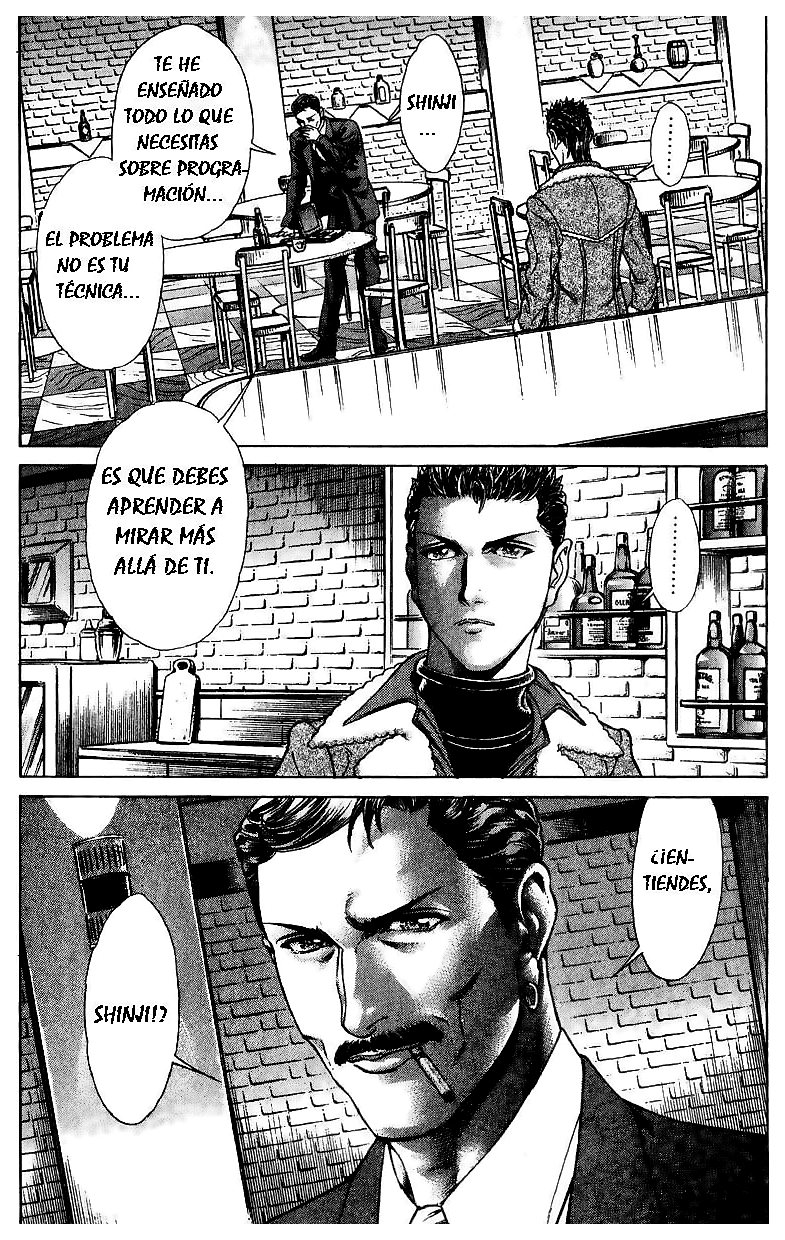 ........
SHINJI
...
TE HE
ENSEÑADO
TODO LO QUE
NECESITAS
SOBRE PROGRA-
MACIÓN...
EL PROBLEMA
NO ES TU
TÉCNICA...
ES QUE DEBES
APRENDER A
MIRAR MÁS
ALLÁ DE TI.
........
¿¡EN-
TIENDES,
SHINJI!!?